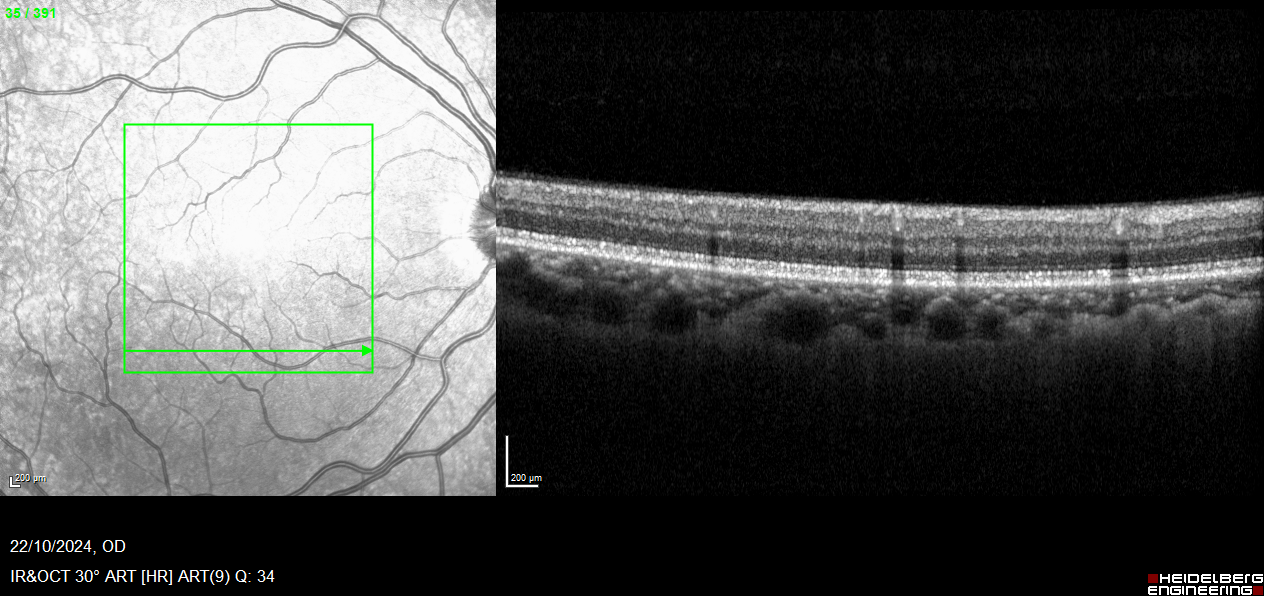 35 / 391
200 µm
200 µm
22/10/2024, OD
IR&OCT 30° ART [HR] ART(9) Q: 34
HEIDELBERG
ENGINEERING